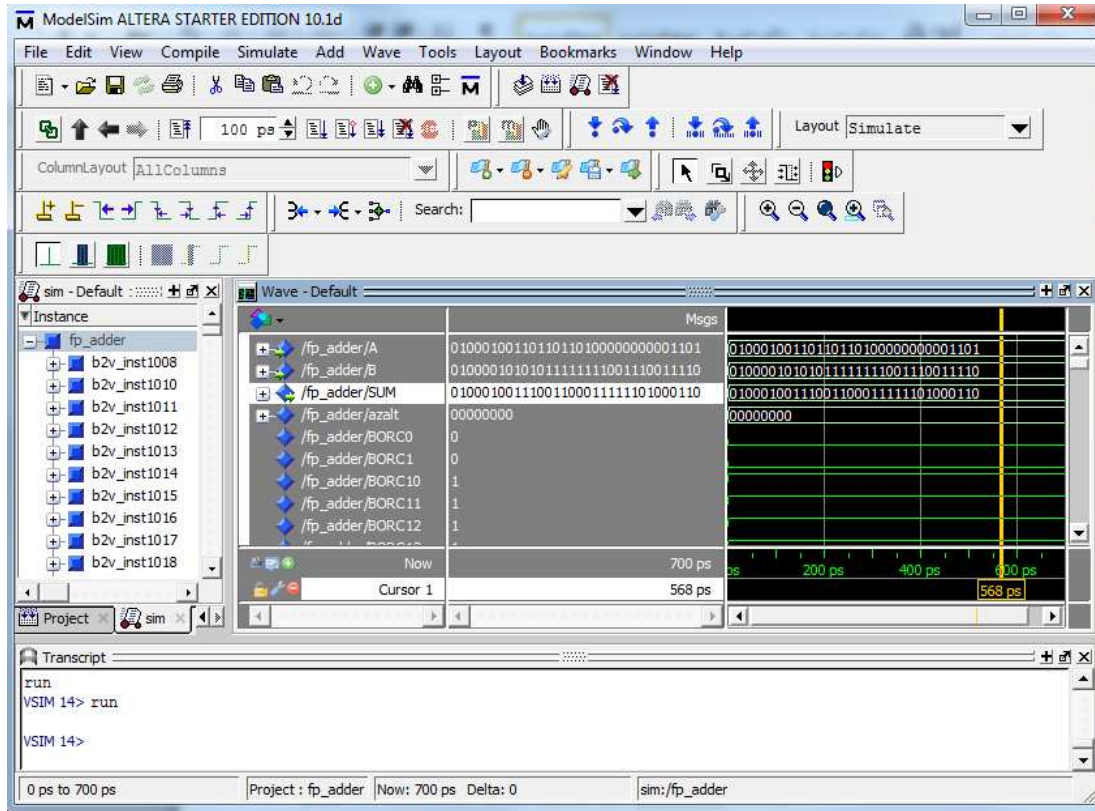 ModelSim ALTERA STARTER EDITION 10.1d
File Edit View Compile Simulate Add Wave Tools Layout Bookmarks Window Help
100 ps Layout Simulate
ColumnLayout AllColumns
Search:
sim - Default Wave - Default
Instance Msgs
fp_adder
b2v_inst1008
b2v_inst1010
b2v_inst1011
b2v_inst1012
b2v_inst1013
b2v_inst1014
b2v_inst1015
b2v_inst1016
b2v_inst1017
b2v_inst1018
/fp_adder/A 01000100110110110100000000001101 01000100110110110100000000001101
/fp_adder/B 01000010101011111111001110011110 01000010101011111111001110011110
/fp_adder/SUM 01000100111001100011111101000110 01000100111001100011111101000110
/fp_adder/azalt 00000000 00000000
/fp_adder/BORC0 0
/fp_adder/BORC1 0
/fp_adder/BORC10 1
/fp_adder/BORC11 1
/fp_adder/BORC12 1
Now 700 ps ps 200 ps 400 ps 600 ps
Cursor 1 568 ps 568 ps
Project sim
Transcript
run
VSIM 14> run
VSIM 14>
0 ps to 700 ps Project : fp_adder Now: 700 ps Delta: 0 sim:/fp_adder